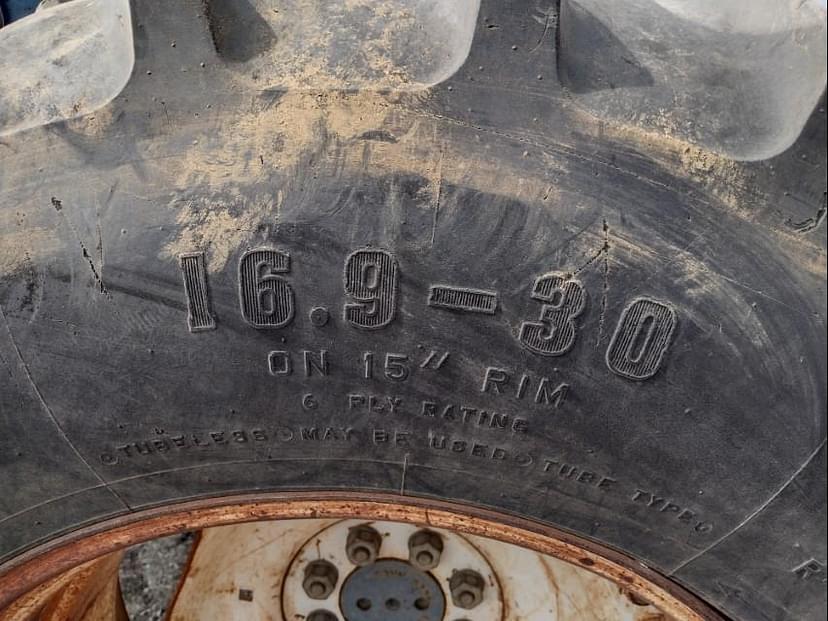 16.9-30
ON 15" RIM
6 PLY RATING
TUBELESS MAY BE USED TUBE TYPE
R